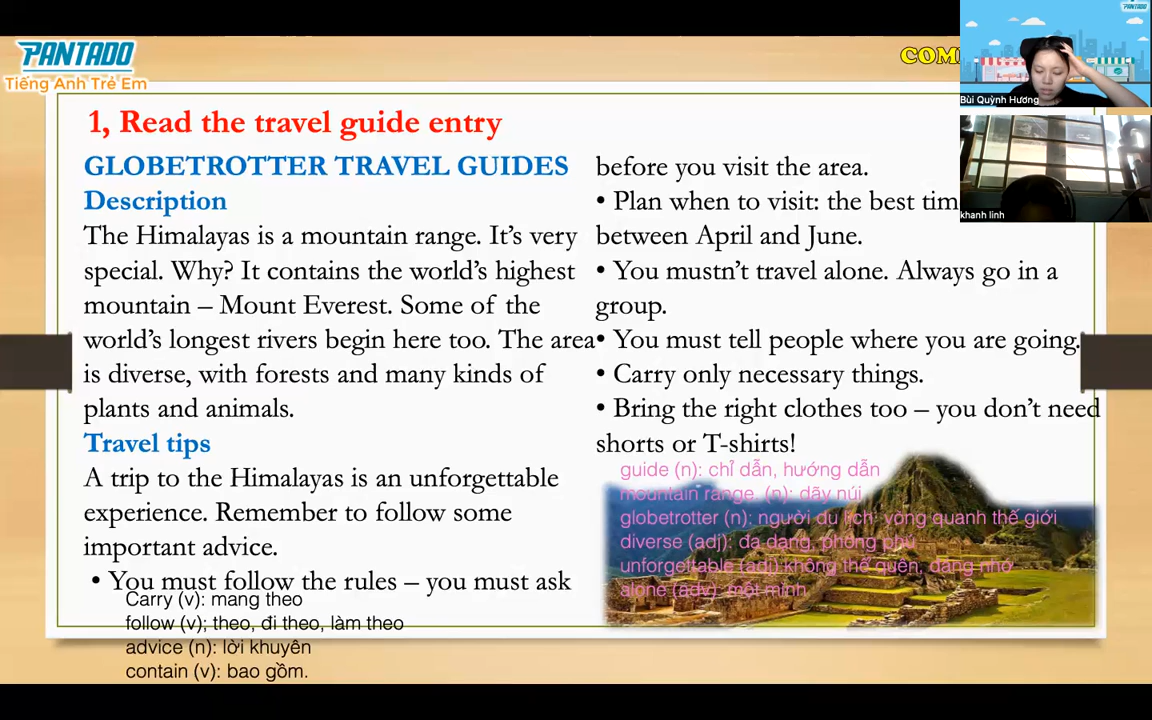 PANTADO
Tiếng Anh Trẻ Em
PANTADO
Bùi Quỳnh Hương
khanh linh
1, Read the travel guide entry
GLOBETROTTER TRAVEL GUIDES
Description
The Himalayas is a mountain range. It’s very
special. Why? It contains the world’s highest
mountain – Mount Everest. Some of the
world’s longest rivers begin here too. The area
is diverse, with forests and many kinds of
plants and animals.
Travel tips
A trip to the Himalayas is an unforgettable
experience. Remember to follow some
important advice.
• You must follow the rules – you must ask
before you visit the area.
• Plan when to visit: the best
between April and June.
• You mustn’t travel alone. Always go in a
group.
• You must tell people where you are going.
• Carry only necessary things.
• Bring the right clothes too – you don’t need
shorts or T-shirts!
guide (n): chỉ dẫn, hướng dẫn
mountain range. (n): dãy núi
globetrotter (n): người du lịch vòng quanh thế giới
diverse (adj): đa dạng, phong phú
unforgettable (adj) không thể quên, đáng nhớ
alone (adv): một mình
Carry (v): mang theo
follow (v); theo, đi theo, làm theo
advice (n): lời khuyên
contain (v): bao gồm.